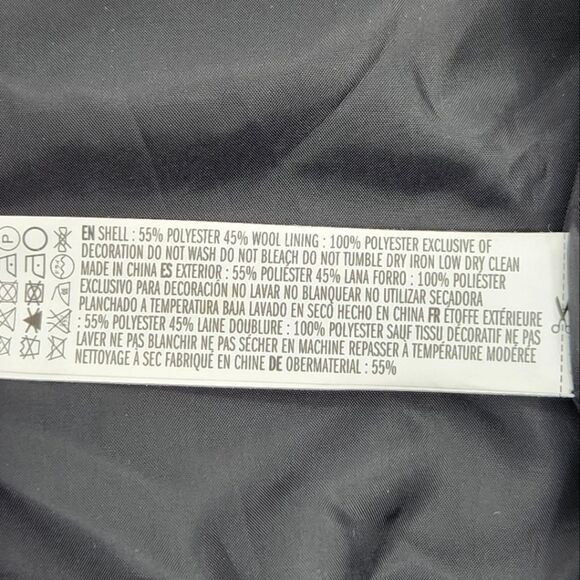 EN SHELL : 55% POLYESTER 45% WOOL LINING : 100% POLYESTER EXCLUSIVE OF
DECORATION DO NOT WASH DO NOT BLEACH DO NOT TUMBLE DRY IRON LOW DRY CLEAN
MADE IN CHINA ES EXTERIOR : 55% POLIÉSTER 45% LANA FORRO : 100% POLIÉSTER
EXCLUSIVO PARA DECORACIÓN NO LAVAR NO BLANQUEAR NO UTILIZAR SECADORA
PLANCHADO A TEMPERATURA BAJA LAVADO EN SECO HECHO EN CHINA FR ÉTOFFE EXTÉRIEURE
: 55% POLYESTER 45% LAINE DOUBLURE : 100% POLYESTER SAUF TISSU DÉCORATIF NE PAS
LAVER NE PAS BLANCHIR NE PAS SÉCHER EN MACHINE REPASSER À TEMPÉRATURE MODÉRÉE
NETTOYAGE À SEC FABRIQUÉ EN CHINE DE OBERMATERIAL : 55%
P